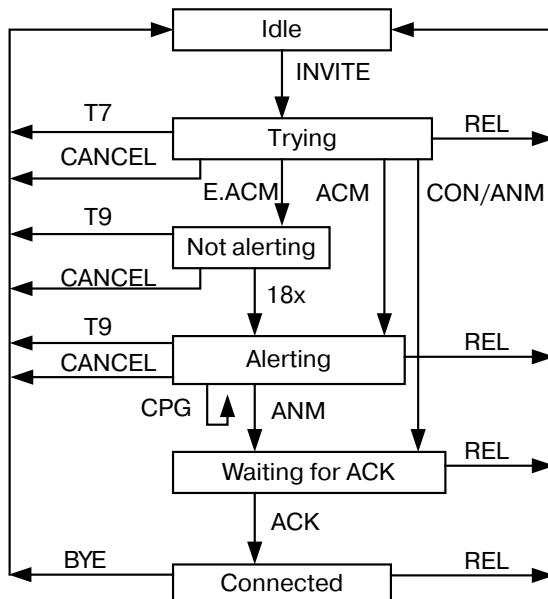 Idle
INVITE
T7
Trying
REL
CANCEL
E.ACM
ACM
CON/ANM
T9
Not alerting
CANCEL
18x
T9
Alerting
REL
CANCEL
CPG
ANM
Waiting for ACK
REL
ACK
BYE
Connected
REL